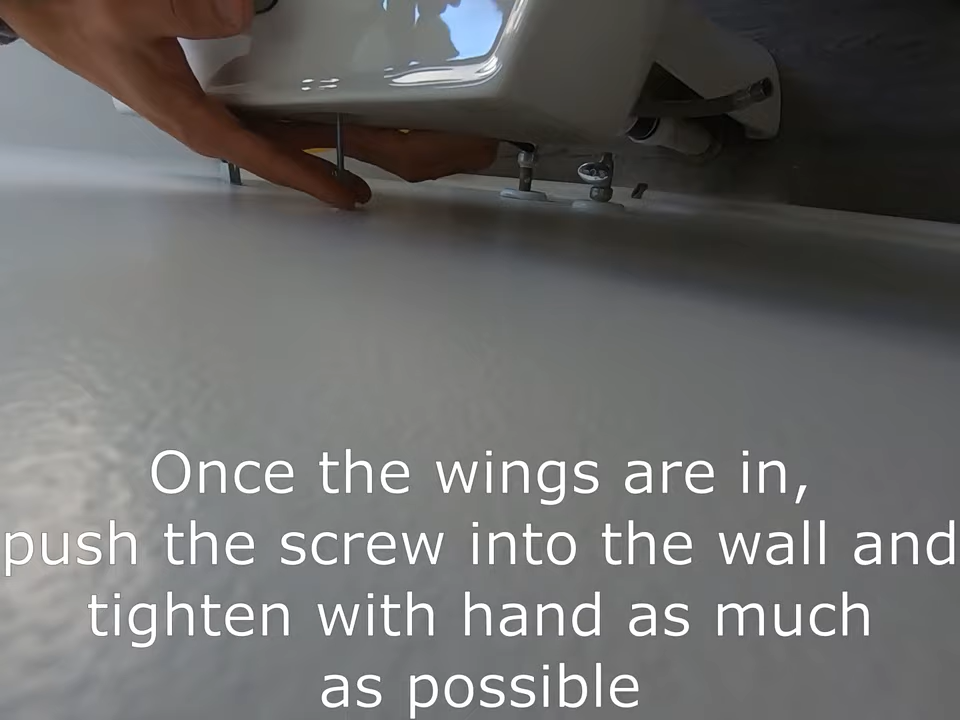 Once the wings are in,
push the screw into the wall and
tighten with hand as much
as possible